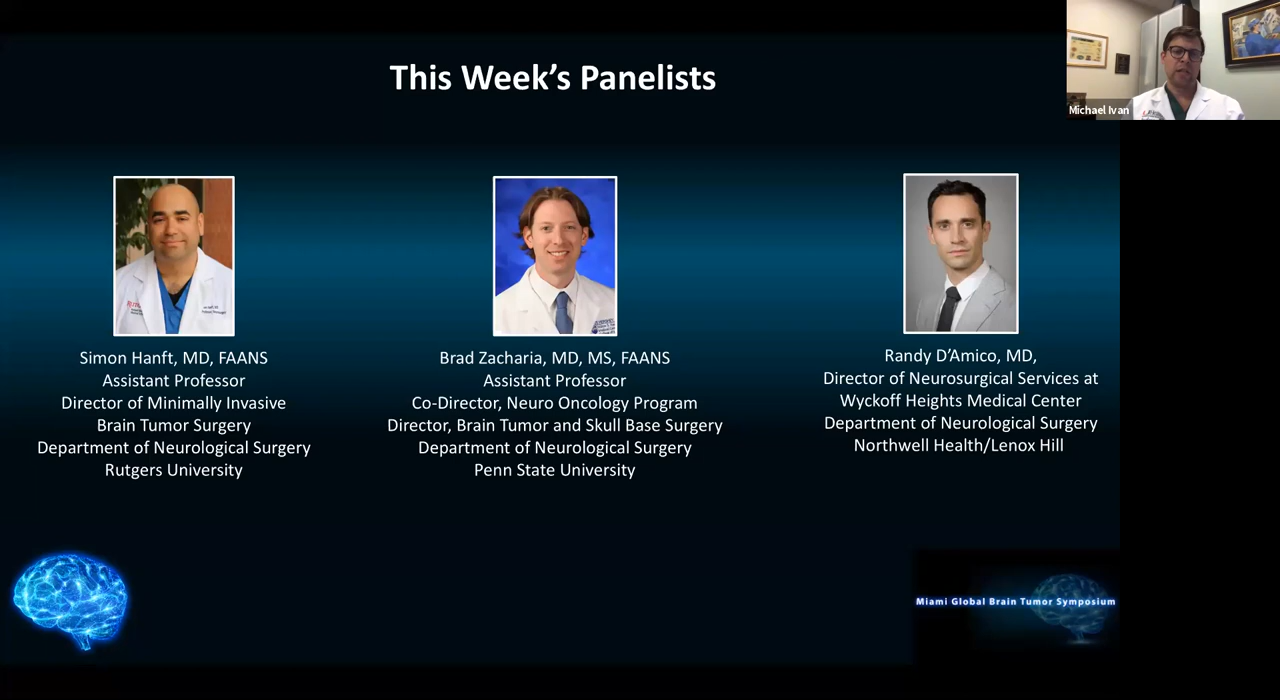 This Week’s Panelists
Michael Ivan
Simon Hanft, MD, FAANS
Assistant Professor
Director of Minimally Invasive
Brain Tumor Surgery
Department of Neurological Surgery
Rutgers University
Brad Zacharia, MD, MS, FAANS
Assistant Professor
Co-Director, Neuro Oncology Program
Director, Brain Tumor and Skull Base Surgery
Department of Neurological Surgery
Penn State University
Randy D’Amico, MD,
Director of Neurosurgical Services at
Wyckoff Heights Medical Center
Department of Neurological Surgery
Northwell Health/Lenox Hill
Miami Global Brain Tumor Symposium